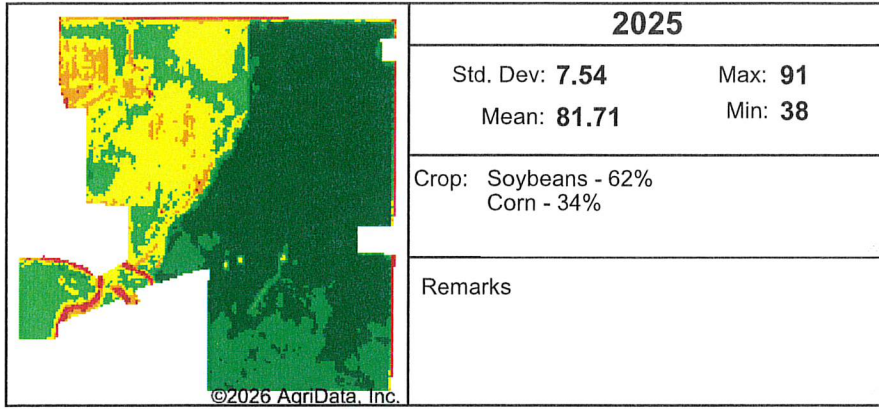 2025
Std. Dev: 7.54 Max: 91
Mean: 81.71 Min: 38
Crop: Soybeans - 62%
Corn - 34%
Remarks
©2026 AgriData, Inc.